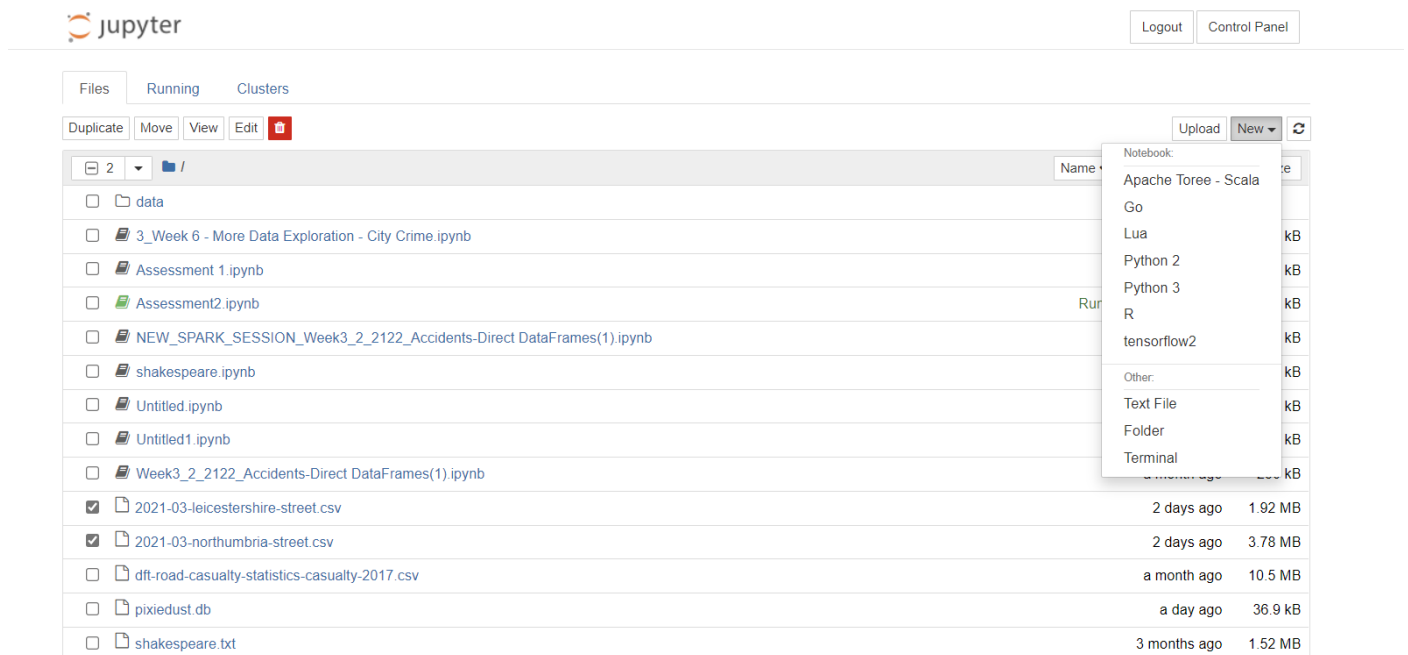 jupyter
Logout Control Panel
Files Running Clusters
Duplicate Move View Edit Upload New
2 / Name
Notebook:
Apache Toree - Scala
Go
Lua
Python 2
Python 3
R
tensorflow2
Other:
Text File
Folder
Terminal
data
3_Week 6 - More Data Exploration - City Crime.ipynb kB
Assessment 1.ipynb kB
Assessment2.ipynb kB
NEW_SPARK_SESSION_Week3_2_2122_Accidents-Direct DataFrames(1).ipynb kB
shakespeare.ipynb kB
Untitled.ipynb kB
Untitled1.ipynb kB
Week3_2_2122_Accidents-Direct DataFrames(1).ipynb a month ago kB
2021-03-leicestershire-street.csv 2 days ago 1.92 MB
2021-03-northumbria-street.csv 2 days ago 3.78 MB
dft-road-casualty-statistics-casualty-2017.csv a month ago 10.5 MB
pixiedust.db a day ago 36.9 kB
shakespeare.txt 3 months ago 1.52 MB